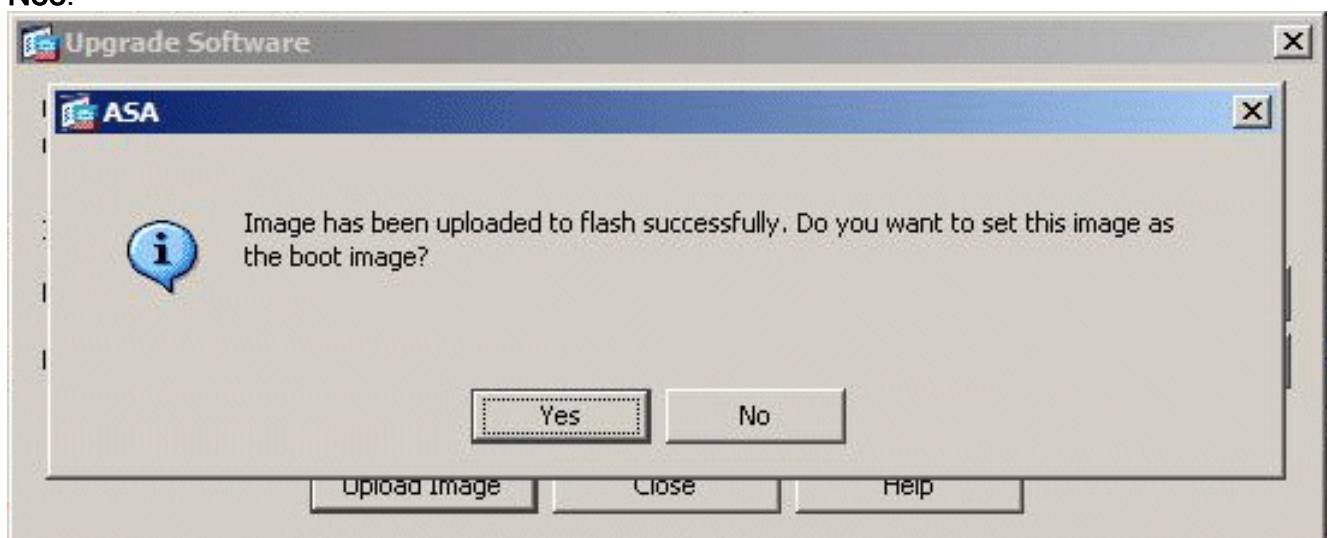 Upgrade Software
ASA
Image has been uploaded to flash successfully. Do you want to set this image as
the boot image?
Yes
No
Upload Image
Close
Help